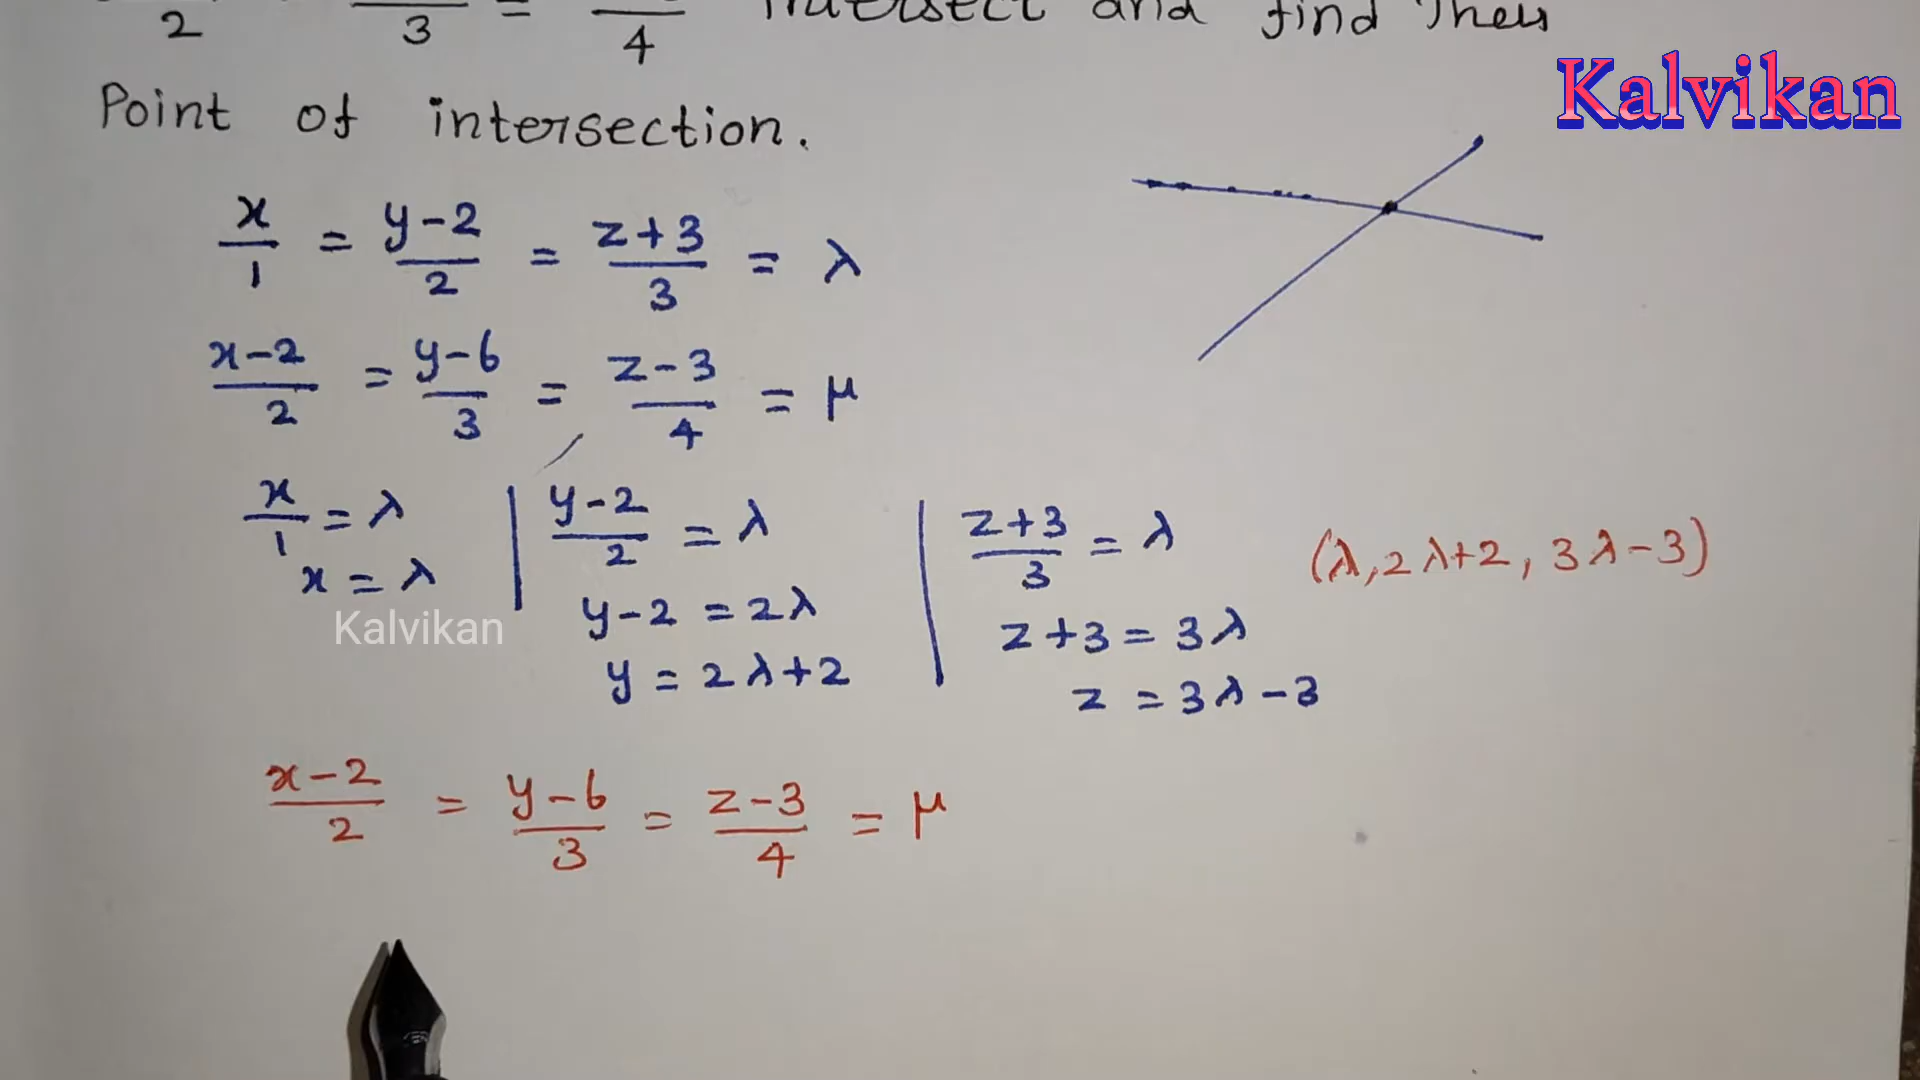 2 3 = 4 intersect and find Their
Kalvikan
Point of intersection.
x/1 = y-2/2 = z+3/3 = λ
x-2/2 = y-6/3 = z-3/4 = μ
x/1 = λ | y-2/2 = λ | z+3/3 = λ (λ, 2λ+2, 3λ-3)
x = λ y-2 = 2λ z+3 = 3λ
Kalvikan
y = 2λ+2 z = 3λ-3
x-2/2 = y-6/3 = z-3/4 = μ